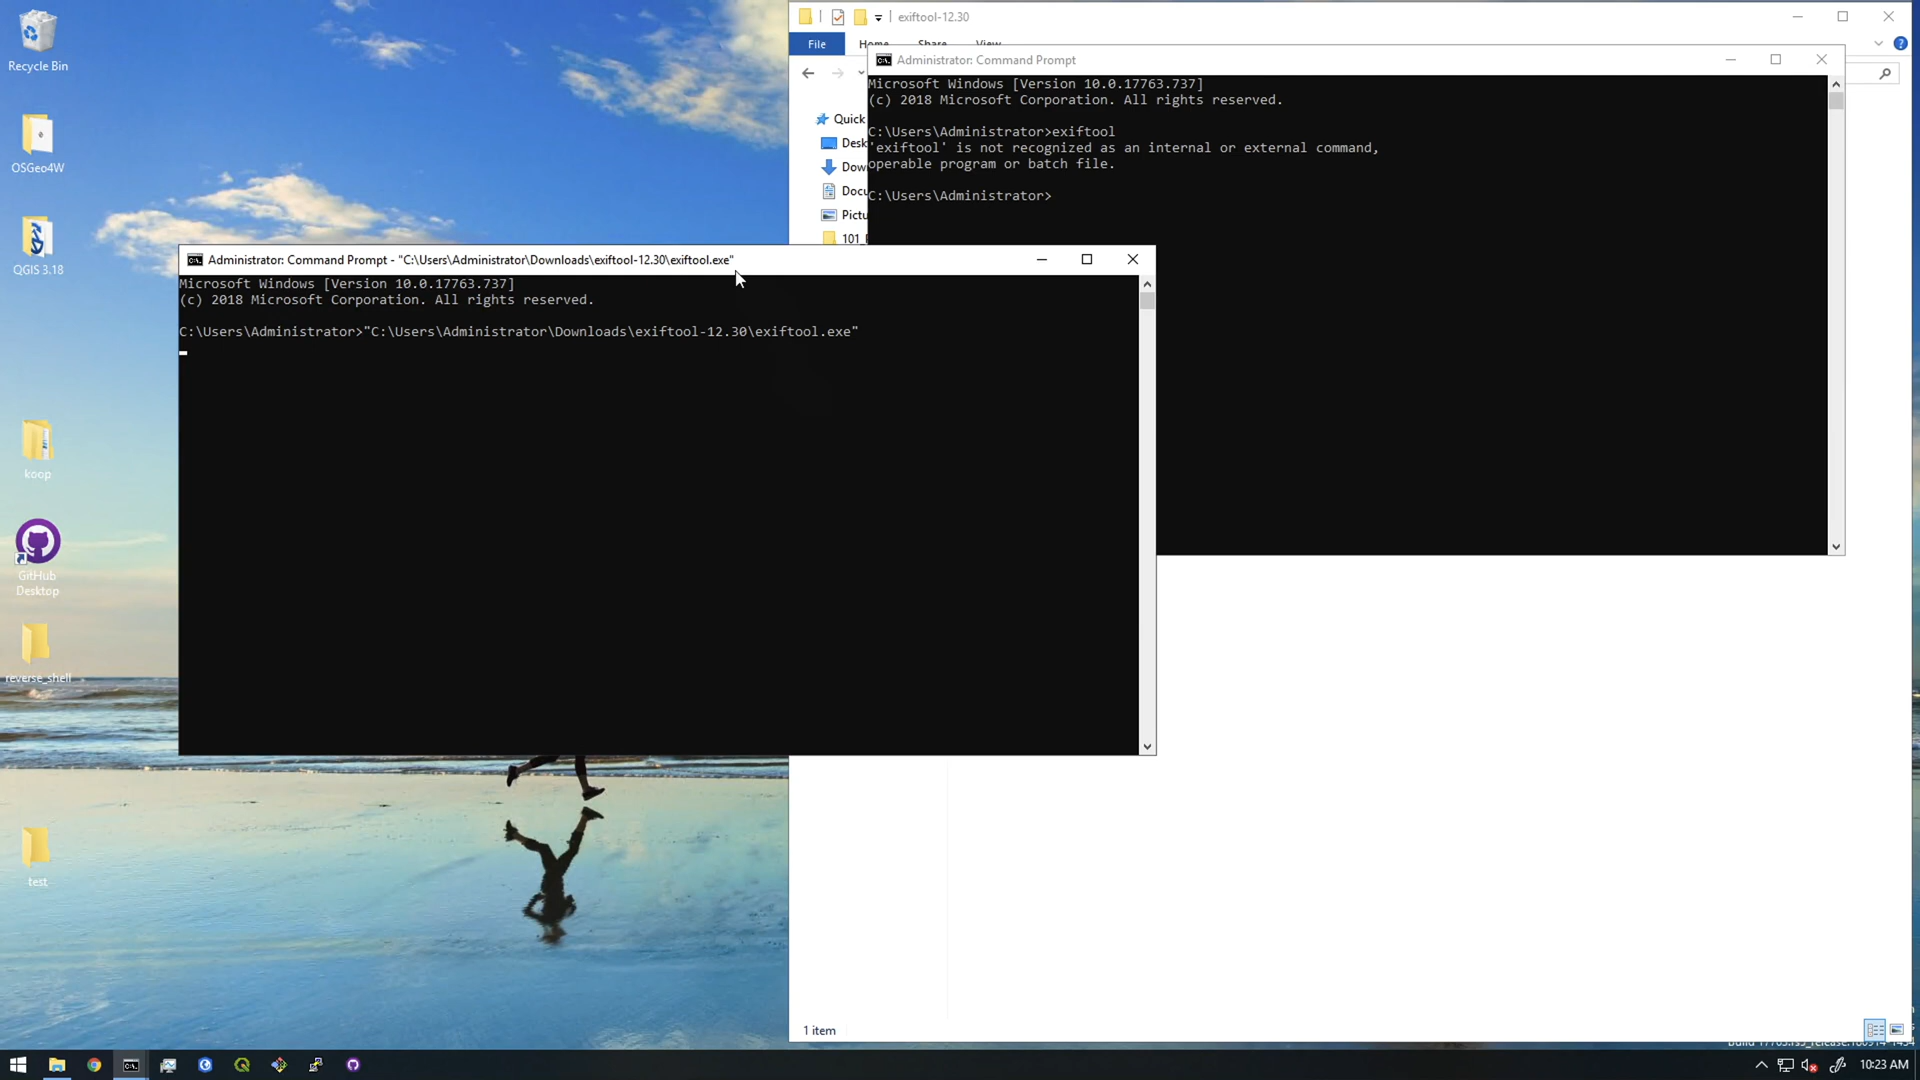 Recycle Bin
OSGeo4W
QGIS 3.18
koop
GitHub
Desktop
reverse_shell
test
exiftool-12.30
File
Home
Share
View
Quick
Desk
Dow
Docu
Pictu
101_
Administrator: Command Prompt
Microsoft Windows [Version 10.0.17763.737]
(c) 2018 Microsoft Corporation. All rights reserved.
C:\Users\Administrator>exiftool
'exiftool' is not recognized as an internal or external command,
operable program or batch file.
C:\Users\Administrator>
Administrator: Command Prompt - "C:\Users\Administrator\Downloads\exiftool-12.30\exiftool.exe"
Microsoft Windows [Version 10.0.17763.737]
(c) 2018 Microsoft Corporation. All rights reserved.
C:\Users\Administrator>"C:\Users\Administrator\Downloads\exiftool-12.30\exiftool.exe"
1 item
10:23 AM